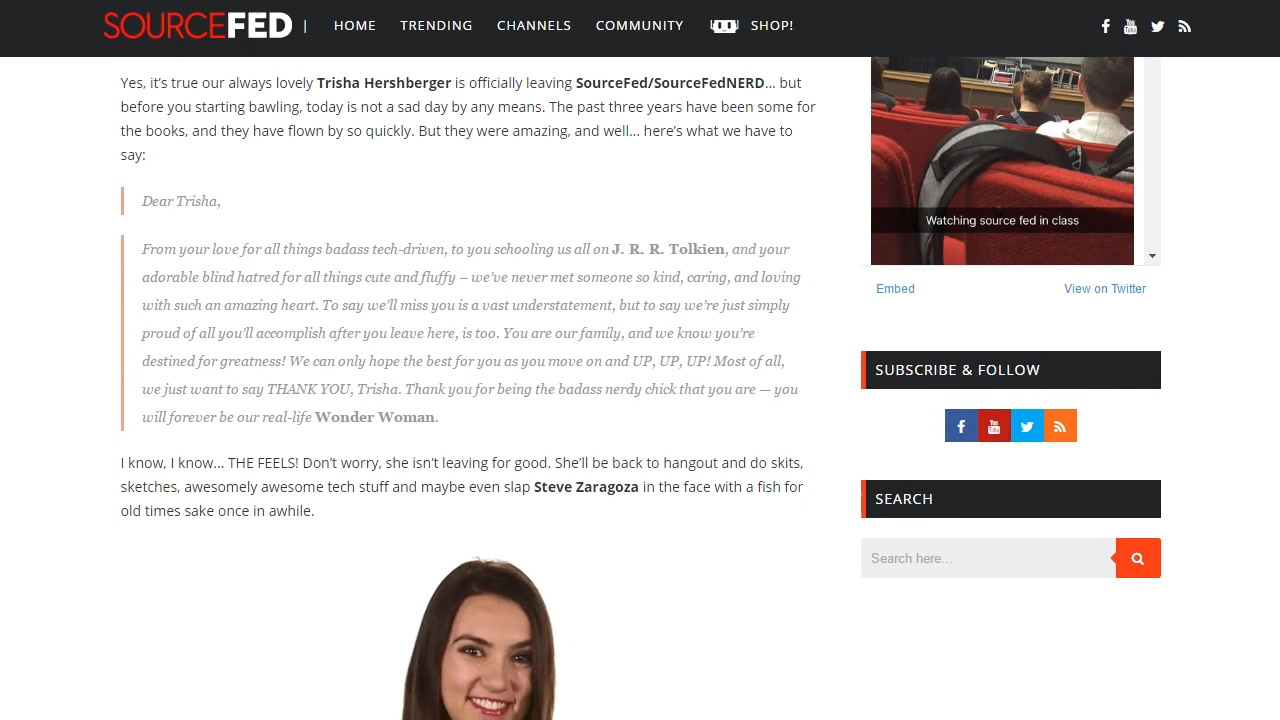 SOURCEFED | HOME TRENDING CHANNELS COMMUNITY SHOP!
Yes, it's true our always lovely Trisha Hershberger is officially leaving SourceFed/SourceFedNERD… but
before you starting bawling, today is not a sad day by any means. The past three years have been some for
the books, and they have flown by so quickly. But they were amazing, and well… here's what we have to
say:
Dear Trisha,
From your love for all things badass tech-driven, to you schooling us all on J. R. R. Tolkien, and your
adorable blind hatred for all things cute and fluffy – we've never met someone so kind, caring, and loving
with such an amazing heart. To say we'll miss you is a vast understatement, but to say we're just simply
proud of all you'll accomplish after you leave here, is too. You are our family, and we know you're
destined for greatness! We can only hope the best for you as you move on and UP, UP, UP! Most of all,
we just want to say THANK YOU, Trisha. Thank you for being the badass nerdy chick that you are — you
will forever be our real-life Wonder Woman.
I know, I know… THE FEELS! Don't worry, she isn't leaving for good. She'll be back to hangout and do skits,
sketches, awesomely awesome tech stuff and maybe even slap Steve Zaragoza in the face with a fish for
old times sake once in awhile.
Watching source fed in class
Embed View on Twitter
SUBSCRIBE & FOLLOW
SEARCH
Search here...